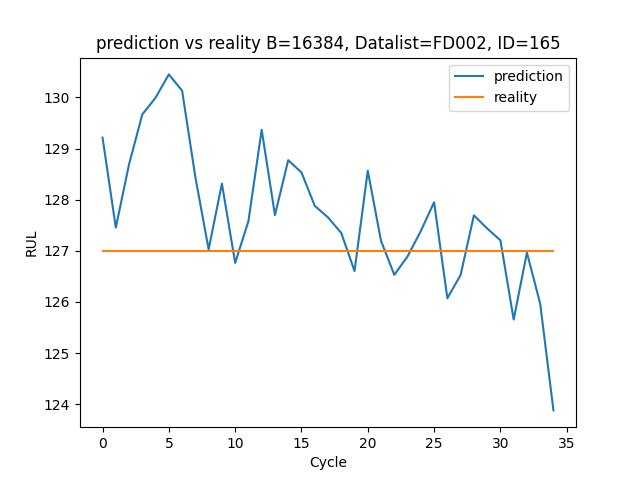 prediction vs reality B=16384, Datalist=FD002, ID=165
prediction
reality
RUL
130
129
128
127
126
125
124
0 5 10 15 20 25 30 35
Cycle